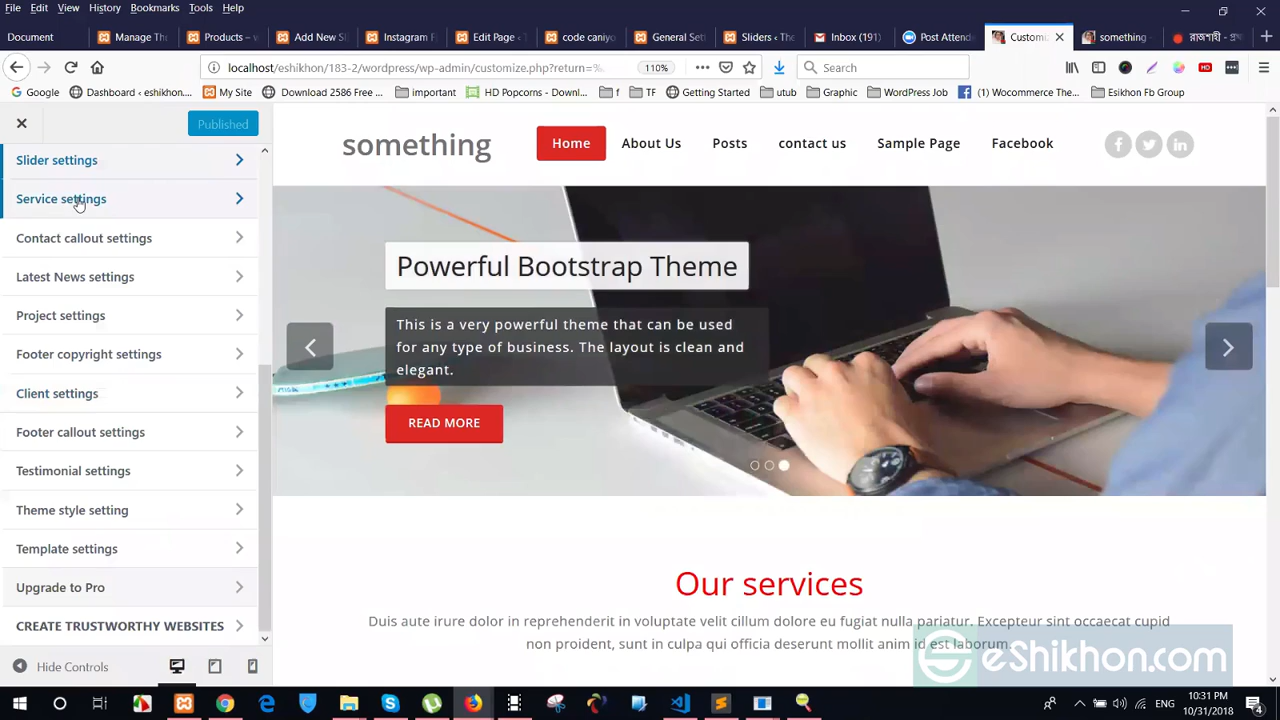 File Edit View History Bookmarks Tools Help
Document
Manage The
Products – w
Add New Sl
Instagram F
Edit Page ‹
code caniyo
General Set
Sliders ‹ The
Inbox (191)
Post Attend
Customi
something -
রাজশাহী - প্রথ
localhost/eshikhon/183-2/wordpress/wp-admin/customize.php?return=%
110%
Search
Google
Dashboard ‹ eshikhon...
My Site
Download 2586 Free ...
important
HD Popcorns - Downl...
f
TF
Getting Started
utub
Graphic
WordPress Job
(1) Wocommerce The...
Esikhon Fb Group
Published
Slider settings
Service settings
Contact callout settings
Latest News settings
Project settings
Footer copyright settings
Client settings
Footer callout settings
Testimonial settings
Theme style setting
Template settings
Upgrade to Pro
CREATE TRUSTWORTHY WEBSITES
Hide Controls
something
Home About Us Posts contact us Sample Page Facebook
Powerful Bootstrap Theme
This is a very powerful theme that can be used
for any type of business. The layout is clean and
elegant.
READ MORE
Our services
Duis aute irure dolor in reprehenderit in voluptate velit cillum dolore eu fugiat nulla pariatur. Excepteur sint occaecat cupid
non proident, sunt in culpa qui officia deserunt mollit anim id est laborum.
eShikhon.com
ENG
10:31 PM
10/31/2018
4